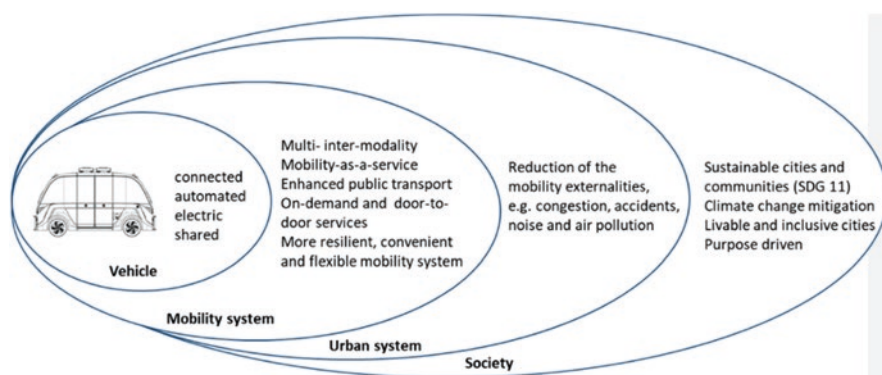 connected
automated
electric
shared
Vehicle
Multi- inter-modality
Mobility-as-a-service
Enhanced public transport
On-demand and door-to-
door services
More resilient, convenient
and flexible mobility system
Mobility system
Reduction of the
mobility externalities,
e.g. congestion, accidents,
noise and air pollution
Urban system
Sustainable cities and
communities (SDG 11)
Climate change mitigation
Livable and inclusive cities
Purpose driven
Society